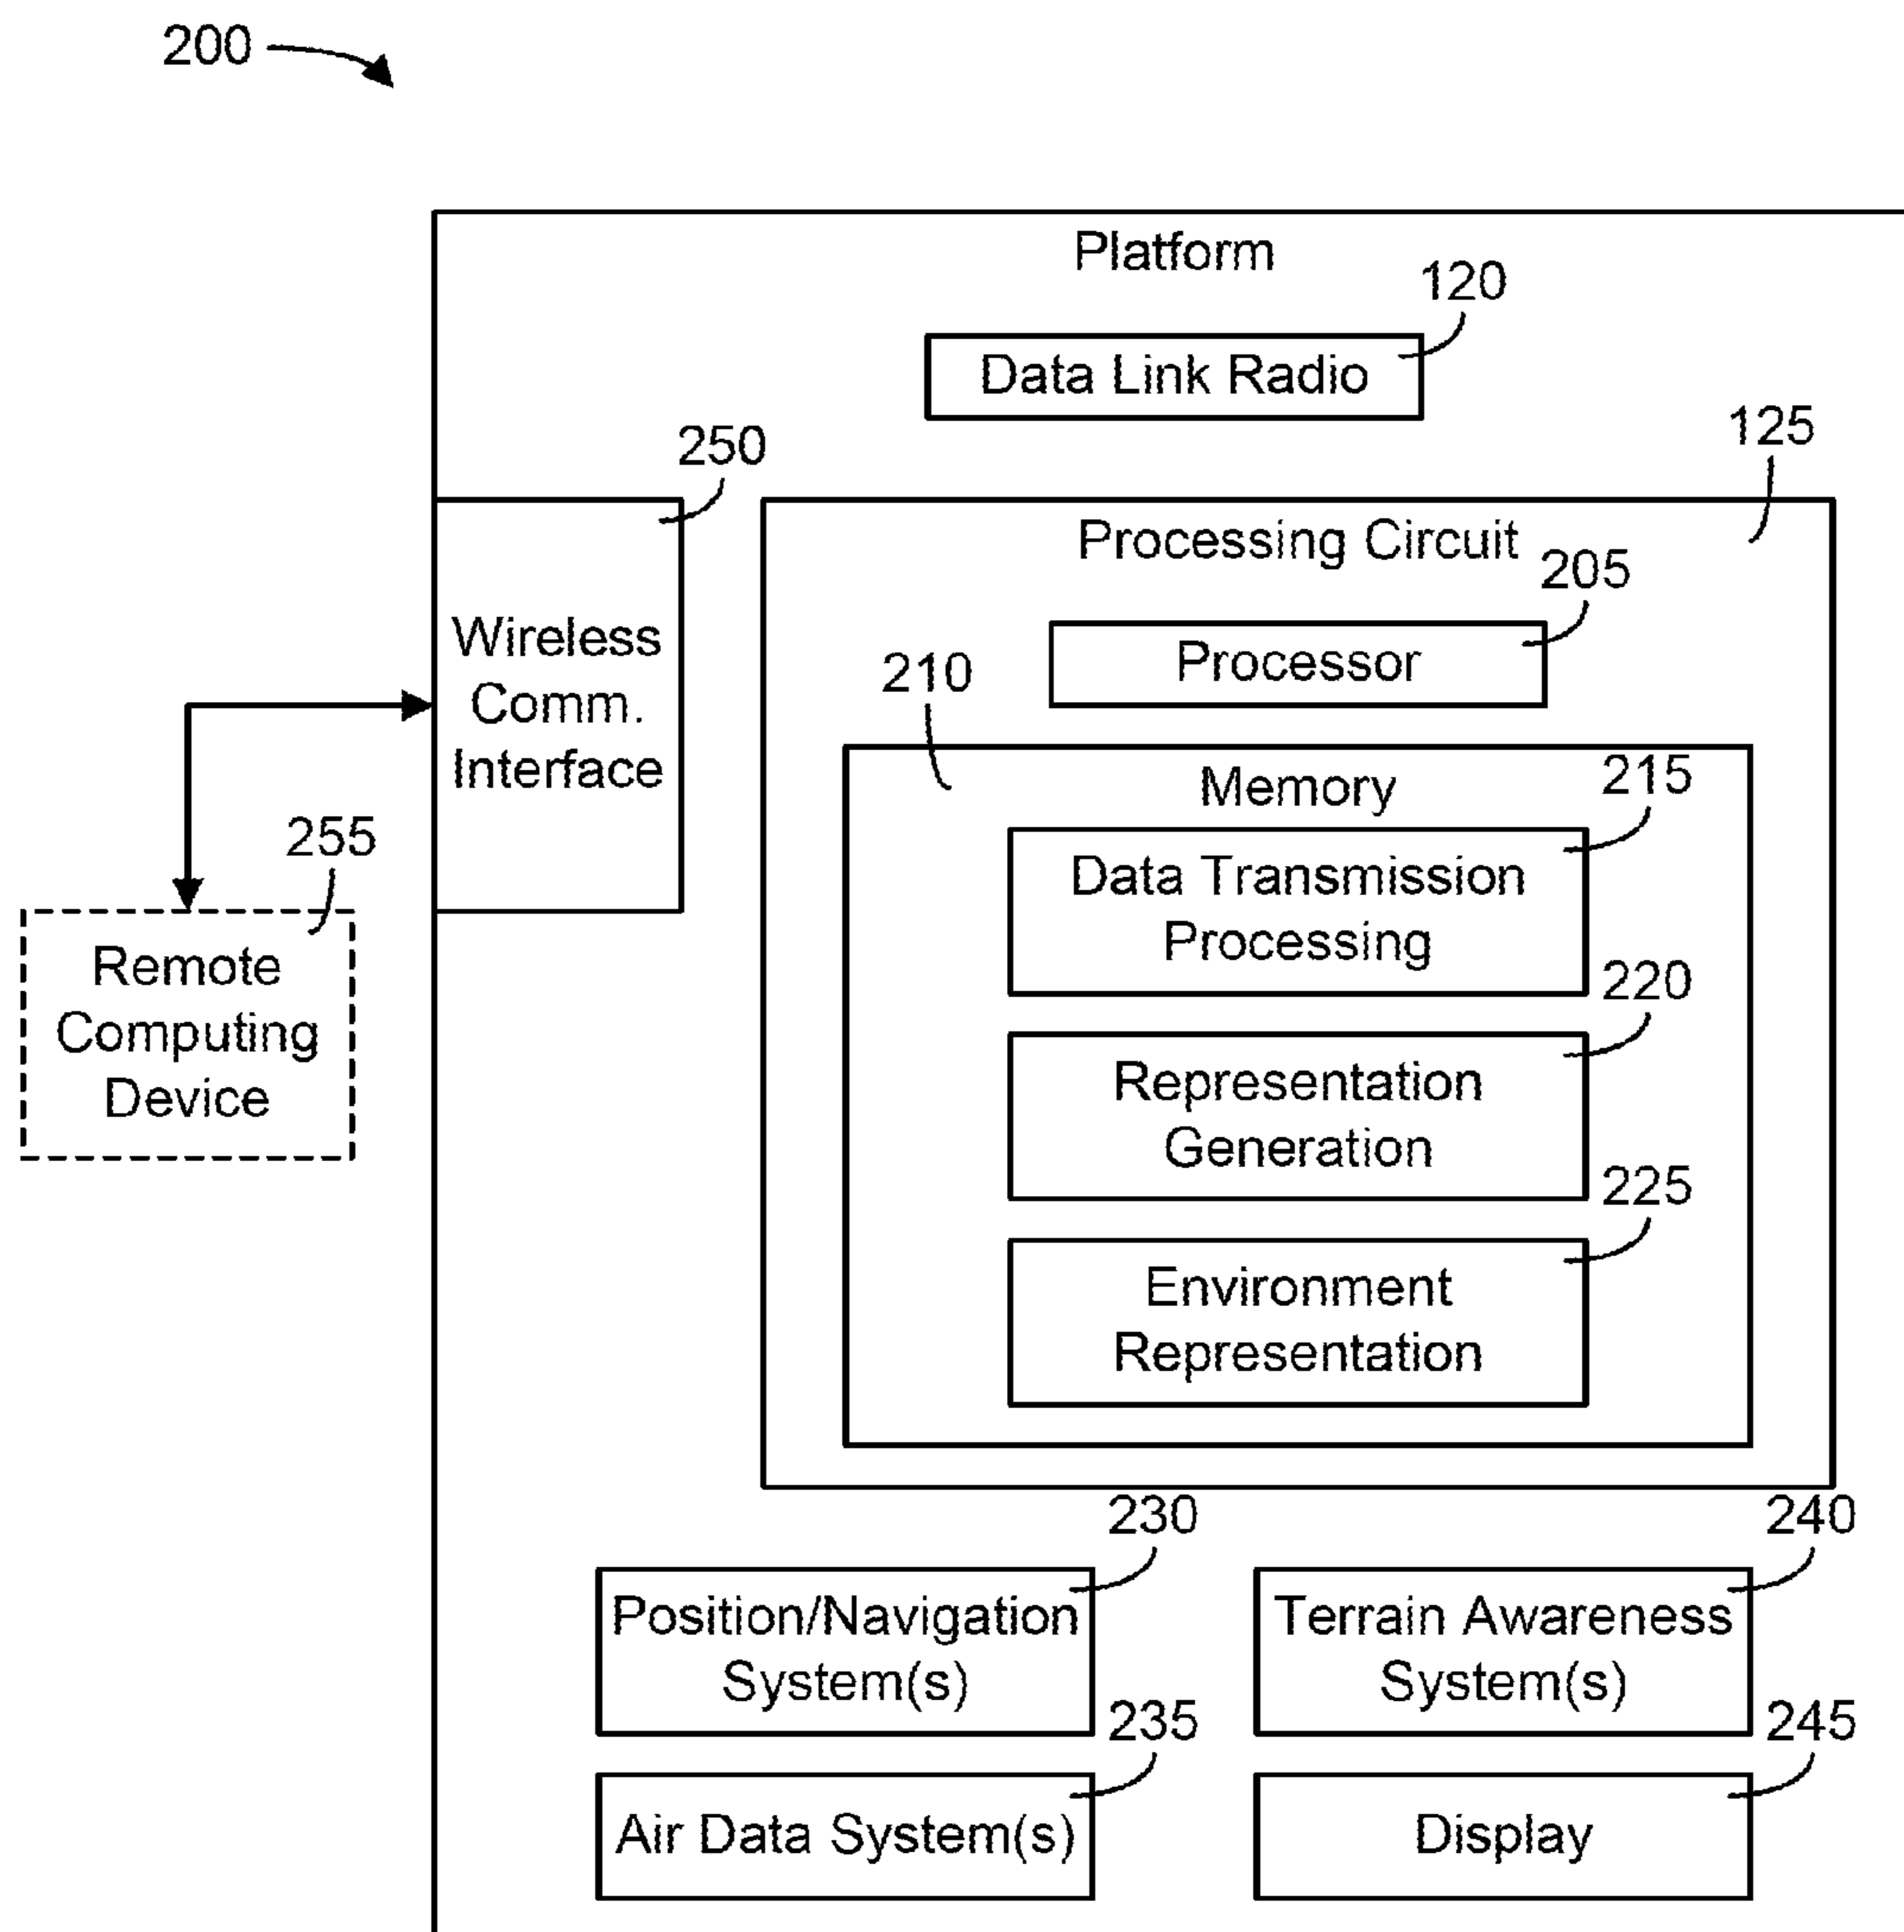 200
Platform
120
Data Link Radio
125
250
Processing Circuit
205
Wireless
Comm.
Interface
Processor
210
Memory
215
Data Transmission
Processing
255
Remote
Computing
Device
220
Representation
Generation
225
Environment
Representation
230
240
Position/Navigation
System(s)
Terrain Awareness
System(s)
235
245
Air Data System(s)
Display